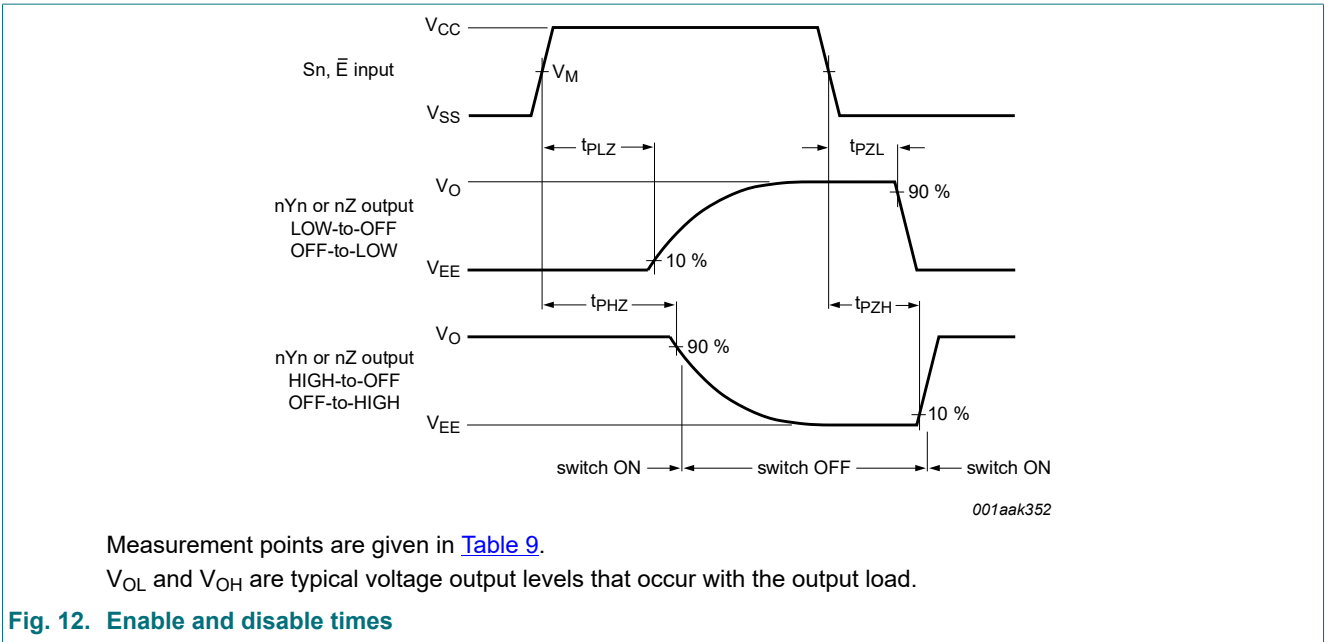 VCC
Sn, Ē input
VM
VSS
tPLZ
tPZL
VO
90 %
nYn or nZ output
LOW-to-OFF
OFF-to-LOW
10 %
VEE
tPHZ
tPZH
VO
90 %
nYn or nZ output
HIGH-to-OFF
OFF-to-HIGH
10 %
VEE
switch ON
switch OFF
switch ON
001aak352
Measurement points are given in Table 9.
VOL and VOH are typical voltage output levels that occur with the output load.
Fig. 12. Enable and disable times